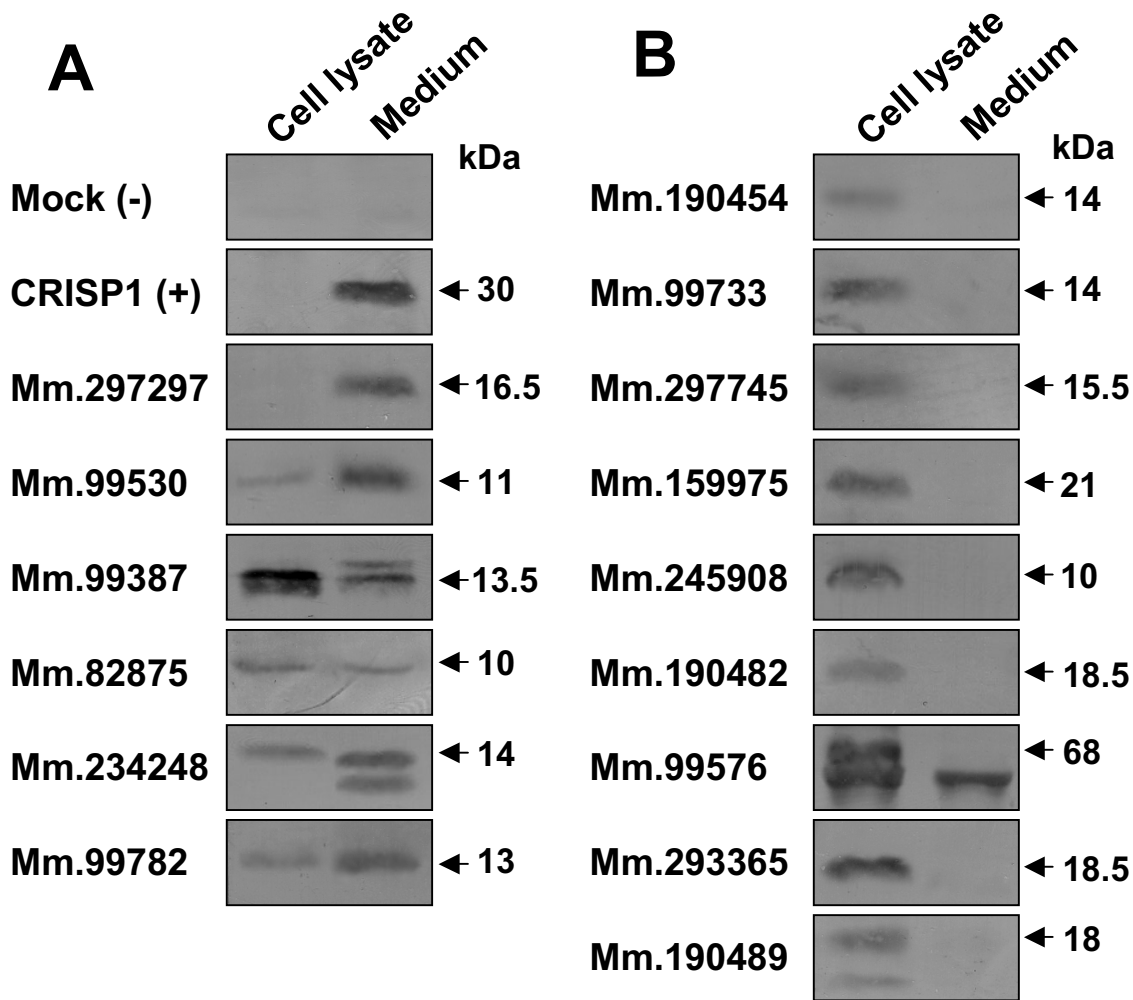 A
Cell lysate
Medium
kDa
Mock (-)
CRISP1 (+)
30
Mm.297297
16.5
Mm.99530
11
Mm.99387
13.5
Mm.82875
10
Mm.234248
14
Mm.99782
13
B
Cell lysate
Medium
kDa
Mm.190454
14
Mm.99733
14
Mm.297745
15.5
Mm.159975
21
Mm.245908
10
Mm.190482
18.5
Mm.99576
68
Mm.293365
18.5
Mm.190489
18